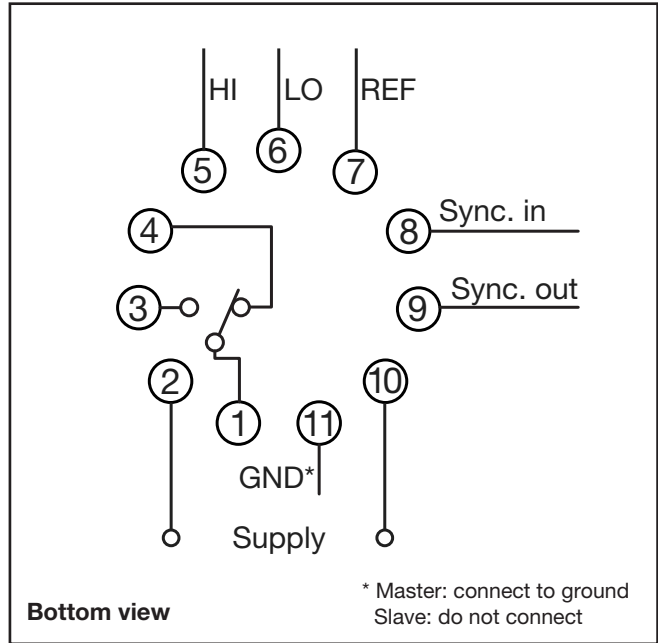 HI LO REF
5 6 7
4 8 Sync. in
3 9 Sync. out
2 10
1 11
GND*
Supply
Bottom view
* Master: connect to ground
Slave: do not connect